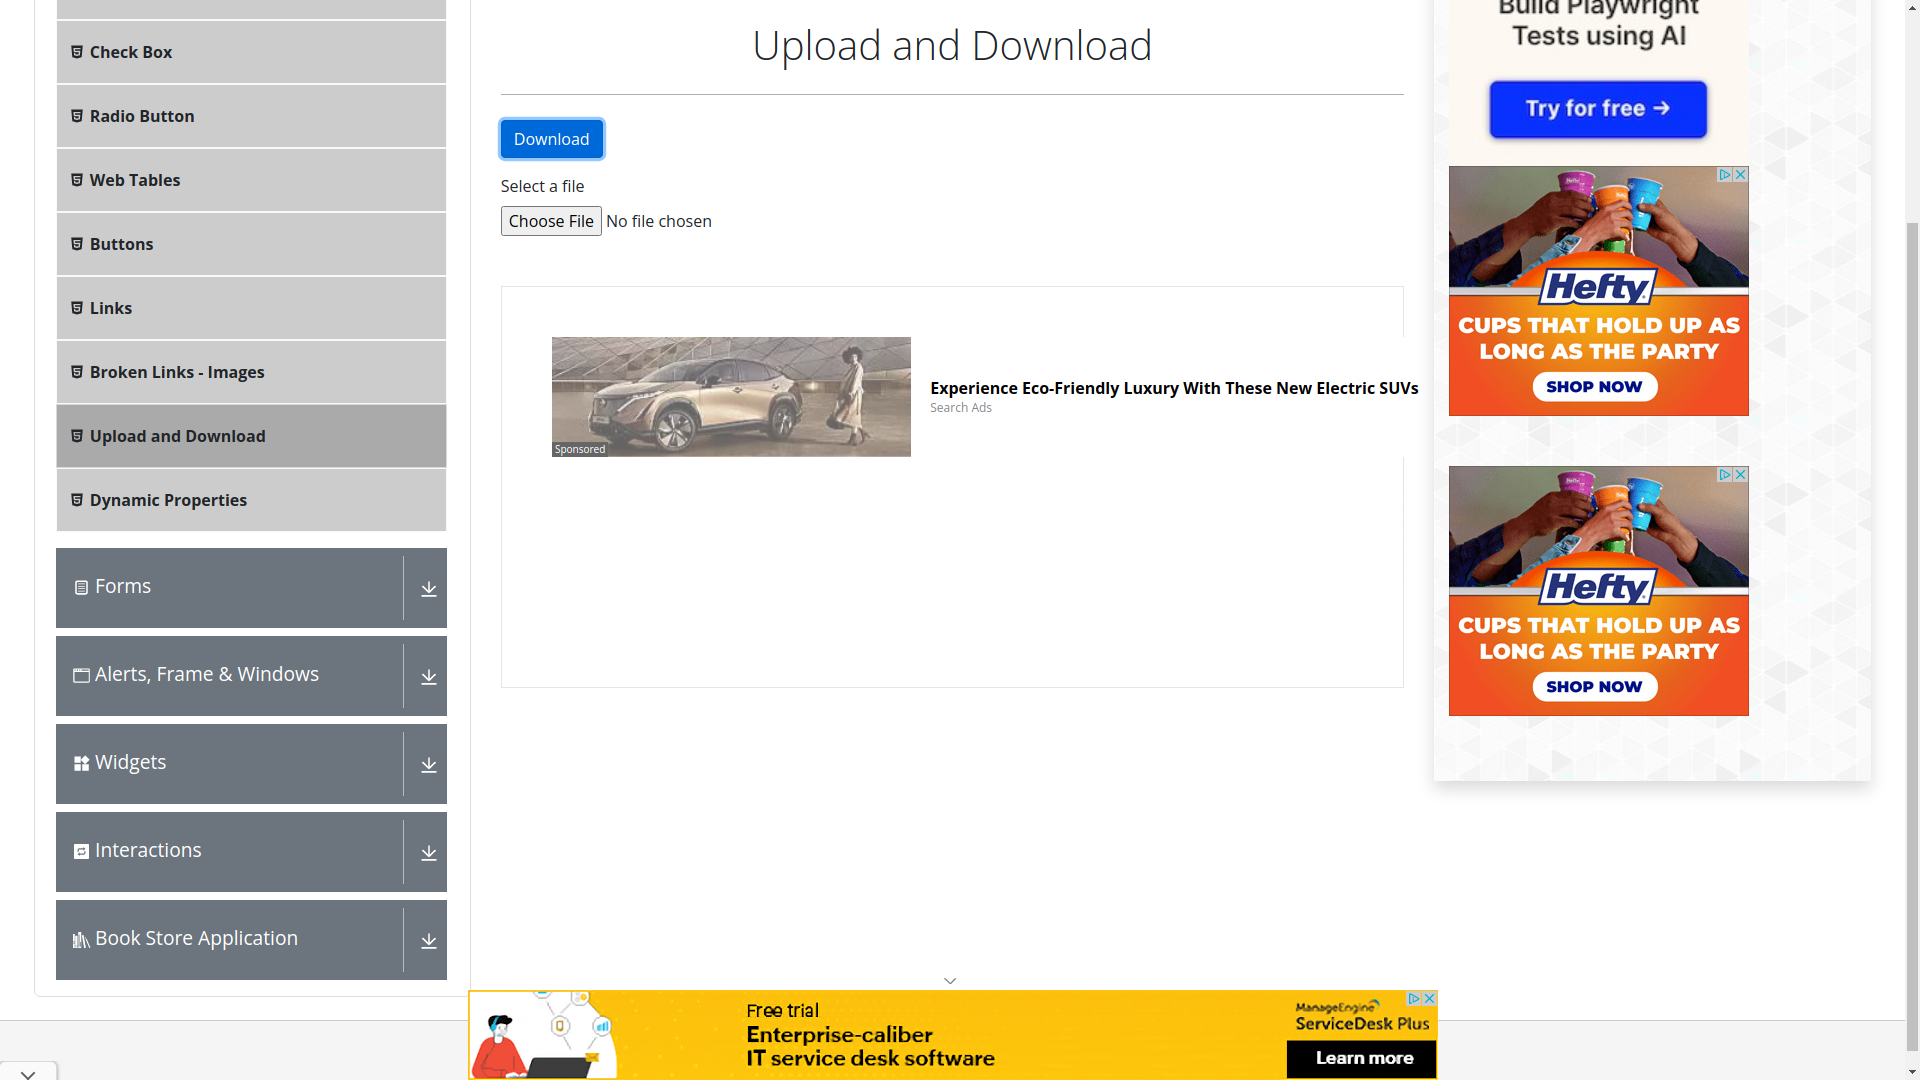 Check Box
Radio Button
Web Tables
Buttons
Links
Broken Links - Images
Upload and Download
Dynamic Properties
Forms
Alerts, Frame & Windows
Widgets
Interactions
Book Store Application
Upload and Download
Download
Select a file
Choose File No file chosen
Sponsored
Experience Eco-Friendly Luxury With These New Electric SUVs
Search Ads
Build Playwright
Tests using AI
Try for free →
Hefty
CUPS THAT HOLD UP AS
LONG AS THE PARTY
SHOP NOW
Hefty
CUPS THAT HOLD UP AS
LONG AS THE PARTY
SHOP NOW
Free trial
Enterprise-caliber
IT service desk software
ManageEngine
ServiceDesk Plus
Learn more